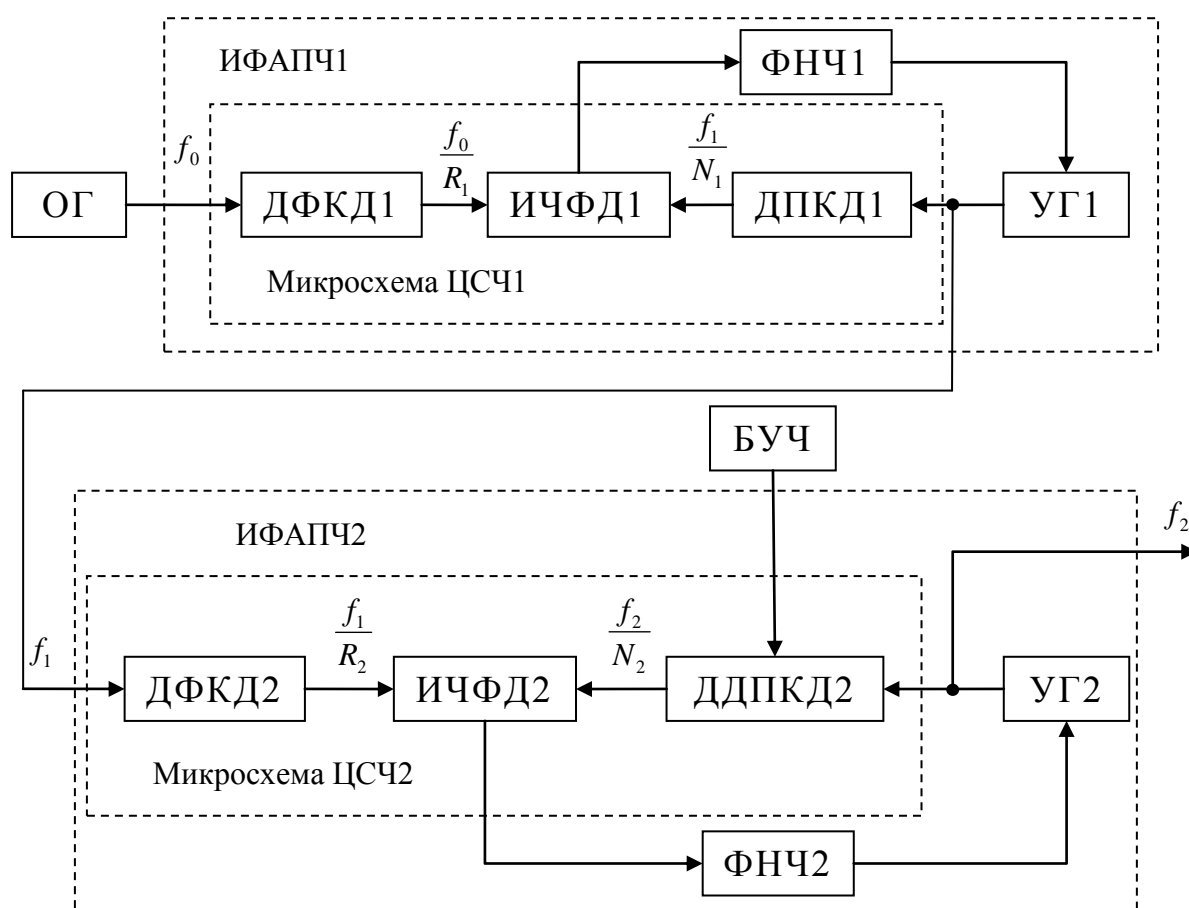 ИФАПЧ1
ФНЧ1
f₀
f₀/R₁
f₁/N₁
ОГ
ДФКД1
ИЧФД1
ДПКД1
УГ1
Микросхема ЦСЧ1
БУЧ
ИФАПЧ2
f₂
f₁
f₁/R₂
f₂/N₂
ДФКД2
ИЧФД2
ДДПКД2
УГ2
Микросхема ЦСЧ2
ФНЧ2